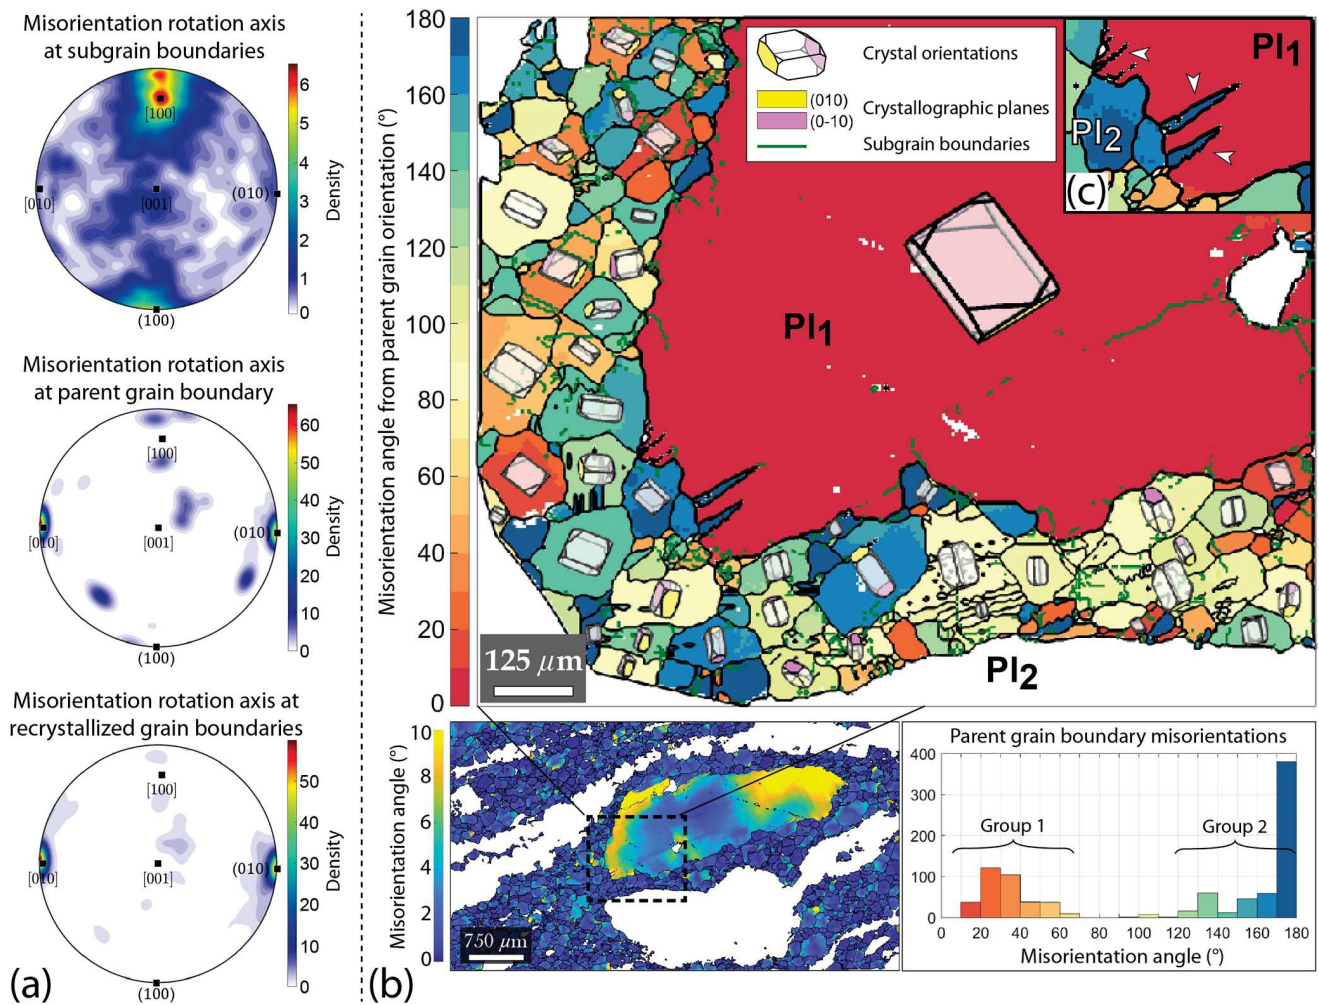 Misorientation rotation axis
at subgrain boundaries
[100]
[010]
[001]
(010)
(100)
6
5
4
3
2
1
0
Density
Misorientation rotation axis
at parent grain boundary
[100]
[010]
[001]
(010)
(100)
60
50
40
30
20
10
0
Density
Misorientation rotation axis at
recrystallized grain boundaries
[100]
[010]
[001]
(010)
(100)
50
40
30
20
10
0
Density
(a)
Misorientation angle from parent grain orientation (°)
180
160
140
120
100
80
60
40
20
0
Crystal orientations
(010)
(0-10)
Crystallographic planes
Subgrain boundaries
Pl1
Pl2
(c)
Pl1
Pl2
125 μm
Misorientation angle (°)
10
8
6
4
2
0
750 μm
(b)
Parent grain boundary misorientations
400
300
200
100
0
Group 1
Group 2
0 20 40 60 80 100 120 140 160 180
Misorientation angle (°)